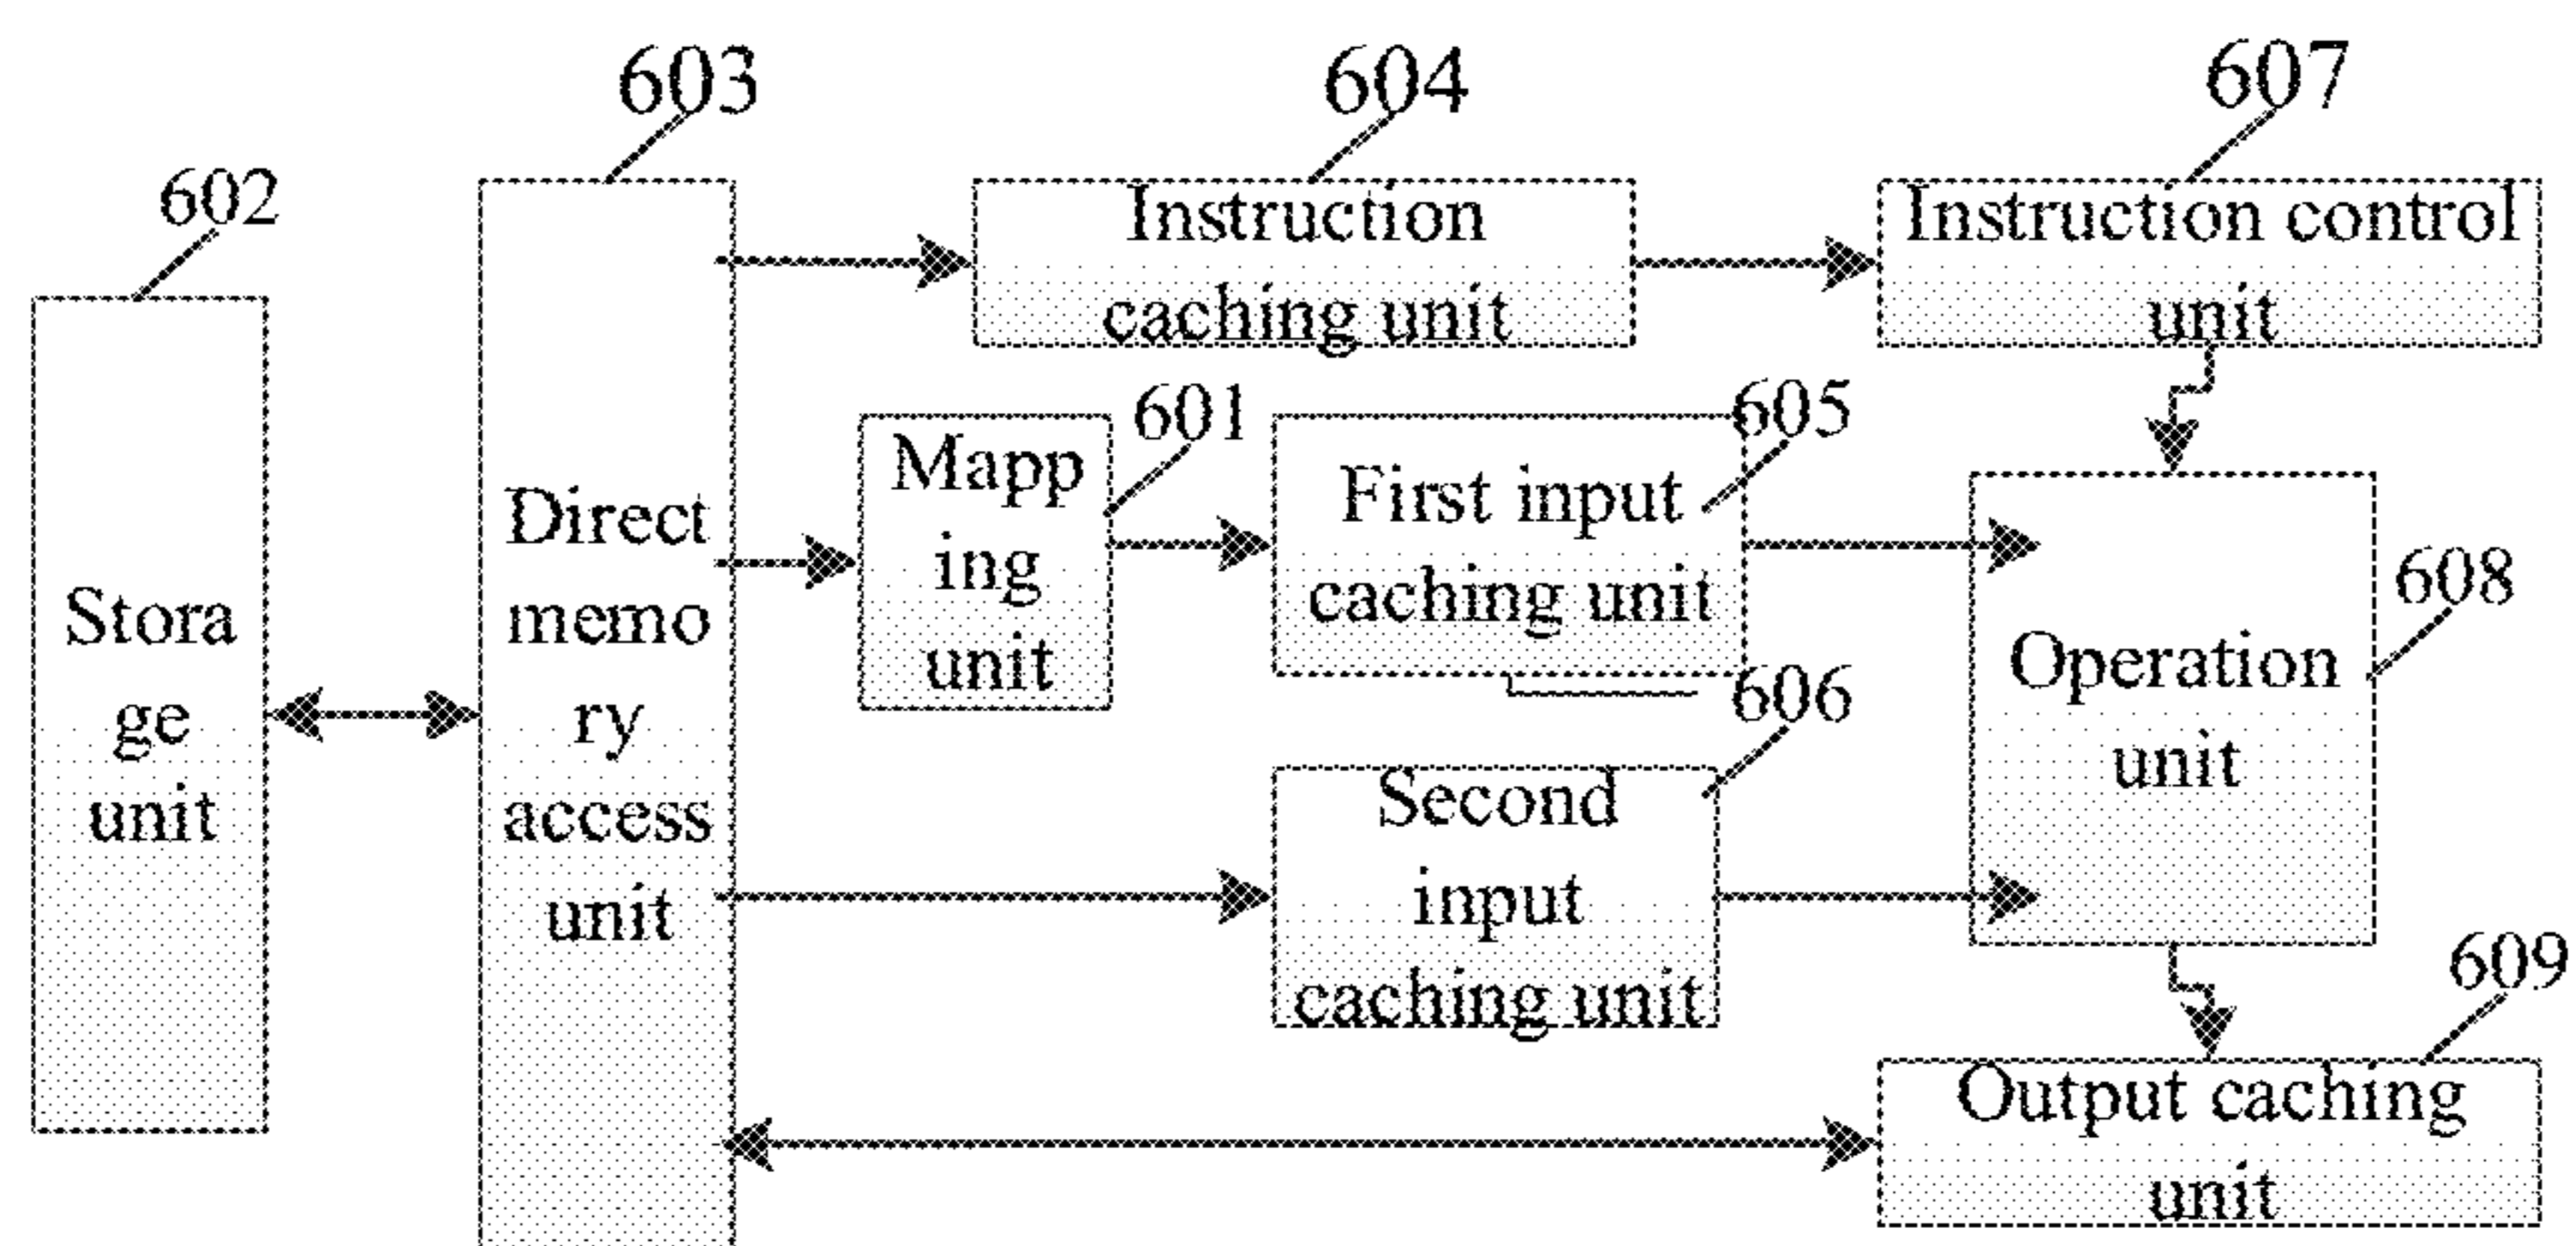 603
604
607
602
Instruction
caching unit
Instruction control
unit
601
605
Mapp
ing
unit
First input
caching unit
Direct
memo
ry
access
unit
Stora
ge
unit
608
Operation
unit
606
Second
input
caching unit
609
Output caching
unit